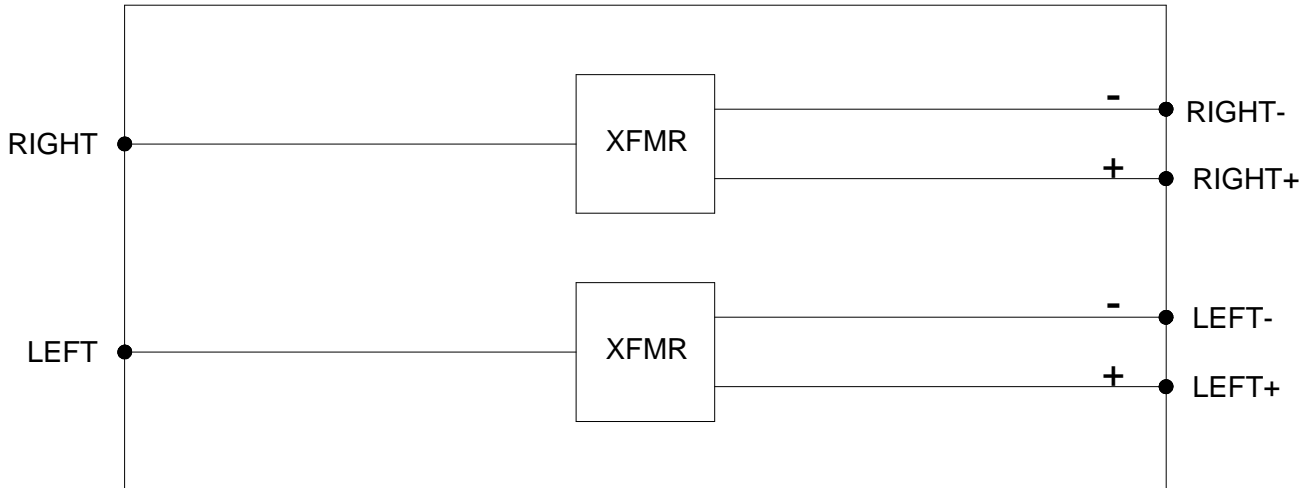 -
RIGHT-
RIGHT
XFMR
+
RIGHT+
-
LEFT-
LEFT
XFMR
+
LEFT+